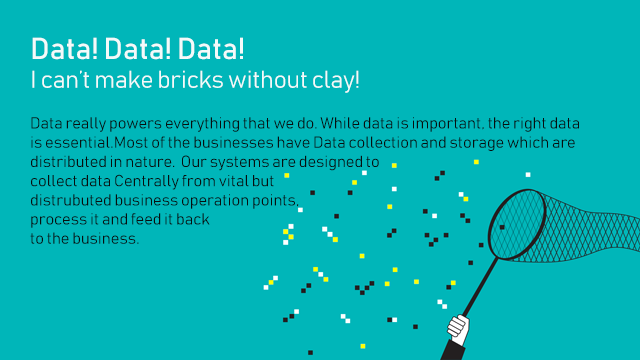 Data! Data! Data!
I can't make bricks without clay!
Data really powers everything that we do. While data is important, the right data
is essential.Most of the businesses have Data collection and storage which are
distributed in nature. Our systems are designed to
collect data Centrally from vital but
distrubuted business operation points,
process it and feed it back
to the business.